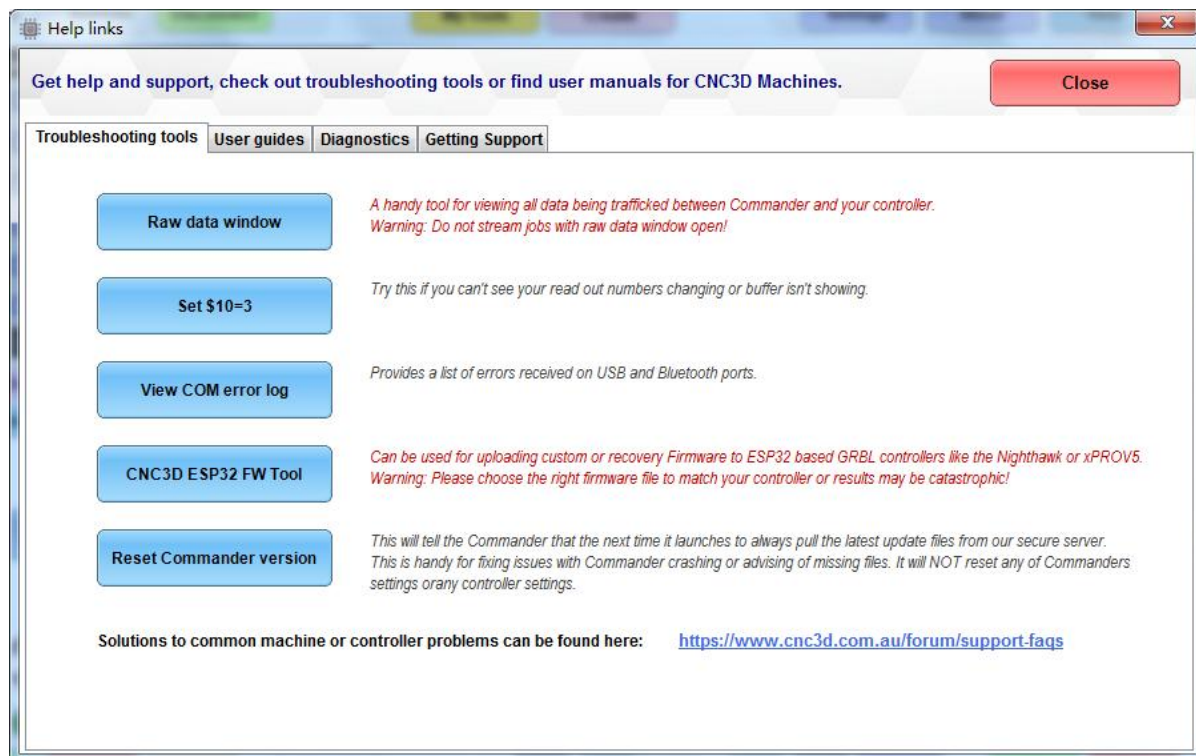 Help links
Get help and support, check out troubleshooting tools or find user manuals for CNC3D Machines.
Close
Troubleshooting tools User guides Diagnostics Getting Support
Raw data window
A handy tool for viewing all data being trafficked between Commander and your controller.
Warning: Do not stream jobs with raw data window open!
Set $10=3
Try this if you can't see your read out numbers changing or buffer isn't showing.
View COM error log
Provides a list of errors received on USB and Bluetooth ports.
CNC3D ESP32 FW Tool
Can be used for uploading custom or recovery Firmware to ESP32 based GRBL controllers like the Nighthawk or xPROV5.
Warning: Please choose the right firmware file to match your controller or results may be catastrophic!
Reset Commander version
This will tell the Commander that the next time it launches to always pull the latest update files from our secure server.
This is handy for fixing issues with Commander crashing or advising of missing files. It will NOT reset any of Commanders
settings orany controller settings.
Solutions to common machine or controller problems can be found here: https://www.cnc3d.com.au/forum/support-faqs